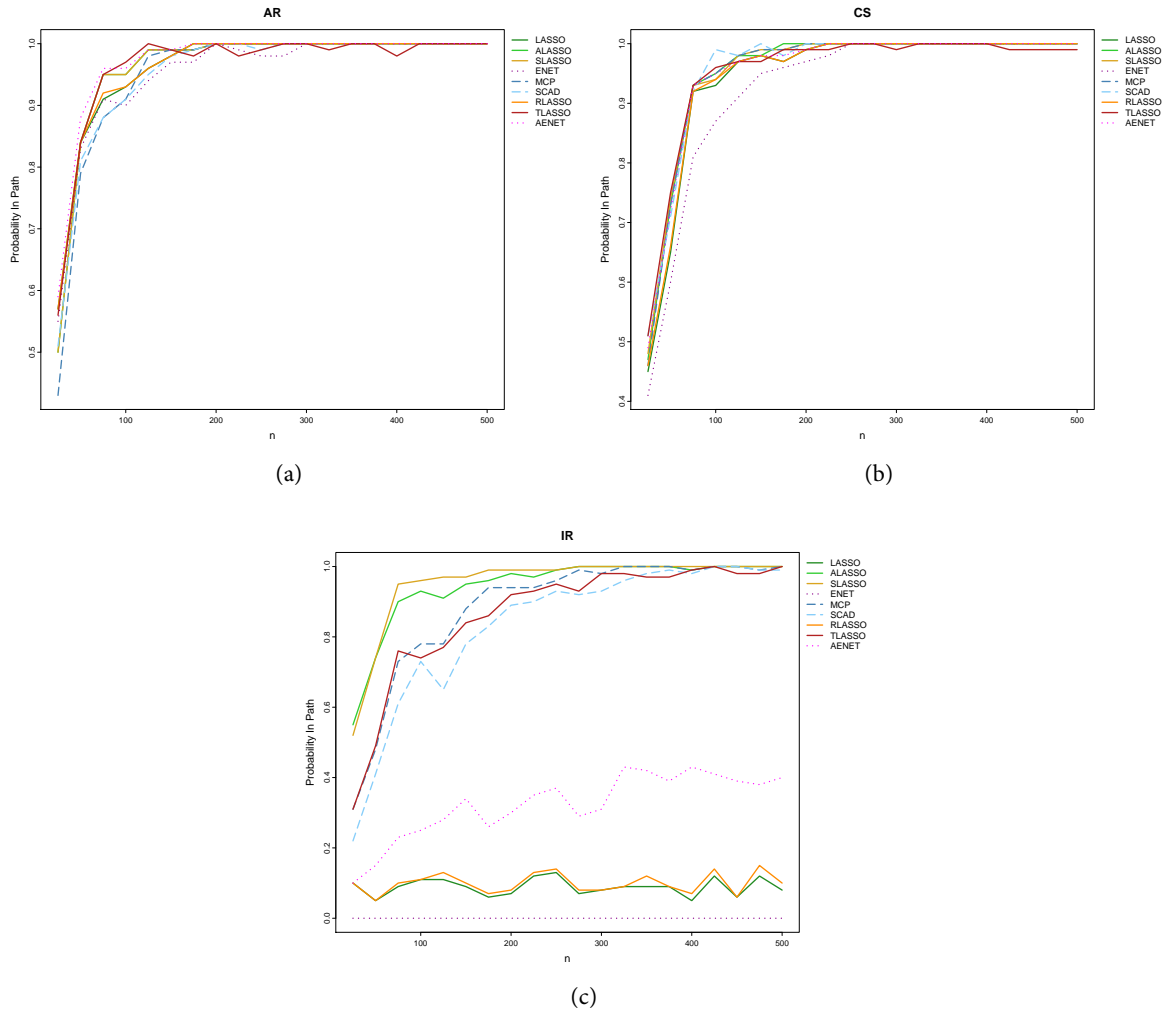 AR
Probability In Path
0.5 0.6 0.7 0.8 0.9 1.0
100 200 300 400 500
n
LASSO
ALASSO
SLASSO
ENET
MCP
SCAD
RLASSO
TLASSO
AENET
(a)
CS
Probability In Path
0.4 0.5 0.6 0.7 0.8 0.9 1.0
100 200 300 400 500
n
LASSO
ALASSO
SLASSO
ENET
MCP
SCAD
RLASSO
TLASSO
AENET
(b)
IR
Probability In Path
0.0 0.2 0.4 0.6 0.8 1.0
100 200 300 400 500
n
LASSO
ALASSO
SLASSO
ENET
MCP
SCAD
RLASSO
TLASSO
AENET
(c)